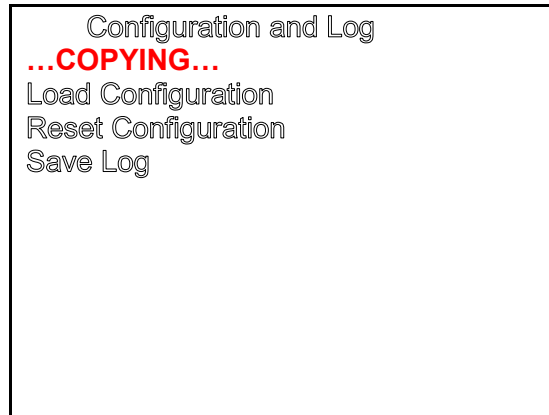 Configuration and Log
…COPYING…
Load Configuration
Reset Configuration
Save Log